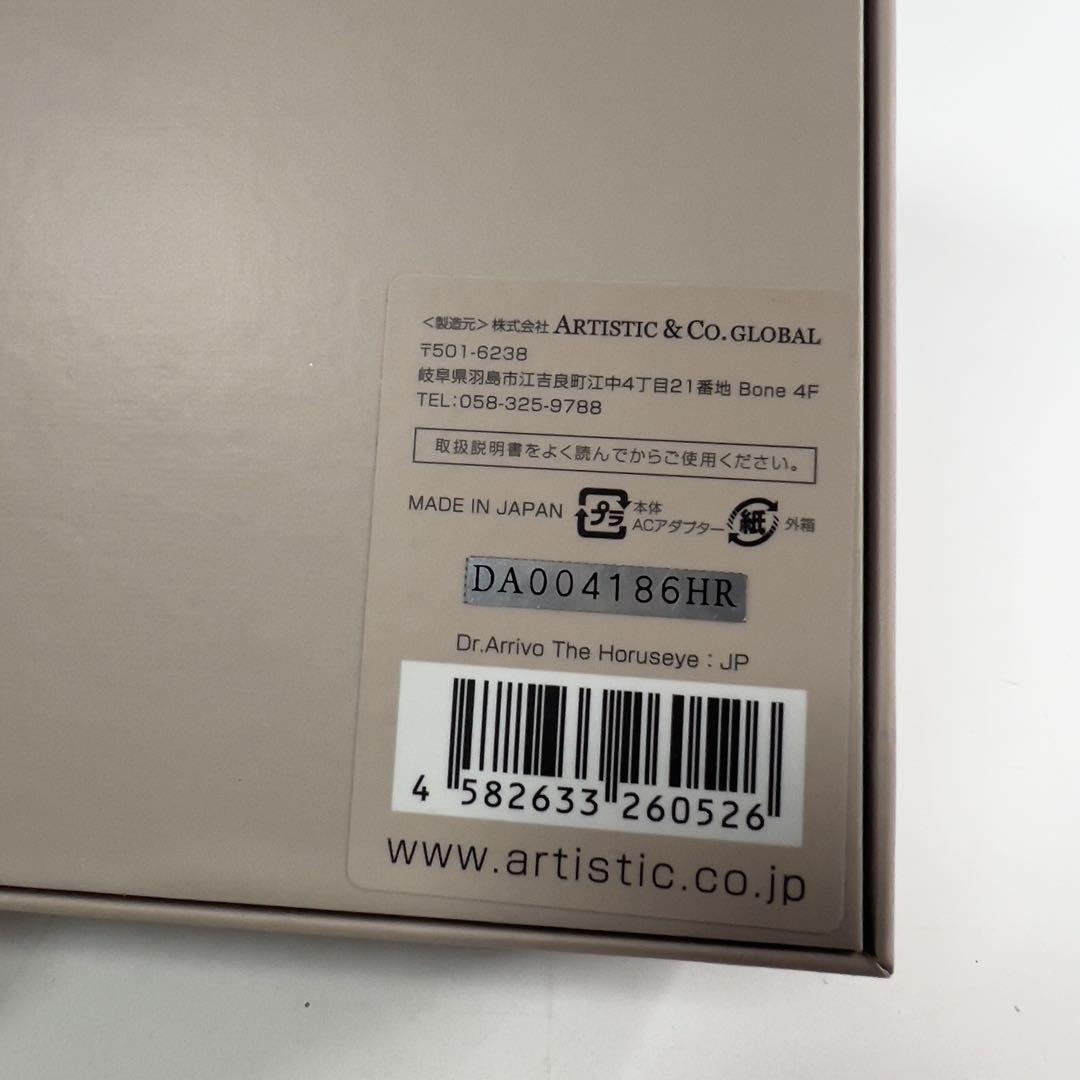 ＜製造元＞株式会社 ARTISTIC & CO. GLOBAL
〒501-6238
岐阜県羽島市江吉良町江中4丁目21番地 Bone 4F
TEL:058-325-9788
取扱説明書をよく読んでからご使用ください。
MADE IN JAPAN プラ 本体 ACアダプター 紙 外箱
DA004186HR
Dr.Arrivo The Horuseye : JP
4 582633 260526
www.artistic.co.jp